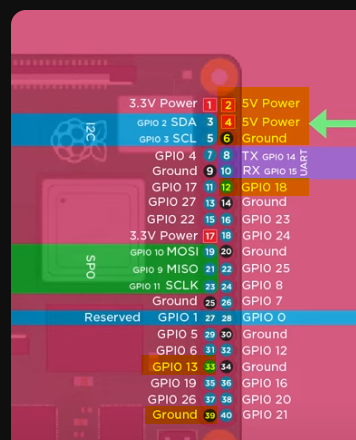 3.3V Power 1 2 5V Power
GPIO 2 SDA 3 4 5V Power
I2C
GPIO 3 SCL 5 6 Ground
GPIO 4 7 8 TX GPIO 14
UART
Ground 9 10 RX GPIO 15
GPIO 17 11 12 GPIO 18
GPIO 27 13 14 Ground
GPIO 22 15 16 GPIO 23
3.3V Power 17 18 GPIO 24
GPIO 10 MOSI 19 20 Ground
SPO
GPIO 9 MISO 21 22 GPIO 25
GPIO 11 SCLK 23 24 GPIO 8
Ground 25 26 GPIO 7
Reserved GPIO 1 27 28 GPIO 0
GPIO 5 29 30 Ground
GPIO 6 31 32 GPIO 12
GPIO 13 33 34 Ground
GPIO 19 35 36 GPIO 16
GPIO 26 37 38 GPIO 20
Ground 39 40 GPIO 21